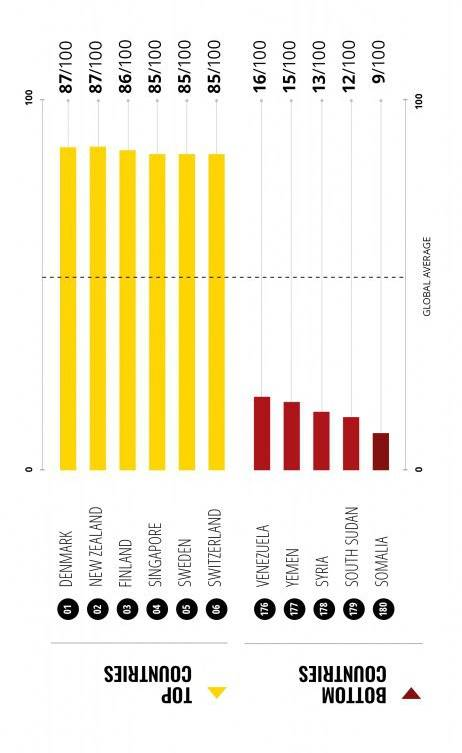 TOP
COUNTRIES
0
100
01 DENMARK 87/100
02 NEW ZEALAND 87/100
03 FINLAND 86/100
04 SINGAPORE 85/100
05 SWEDEN 85/100
06 SWITZERLAND 85/100
BOTTOM
COUNTRIES
176 VENEZUELA 16/100
177 YEMEN 15/100
178 SYRIA 13/100
179 SOUTH SUDAN 12/100
180 SOMALIA 9/100
0
100
GLOBAL AVERAGE